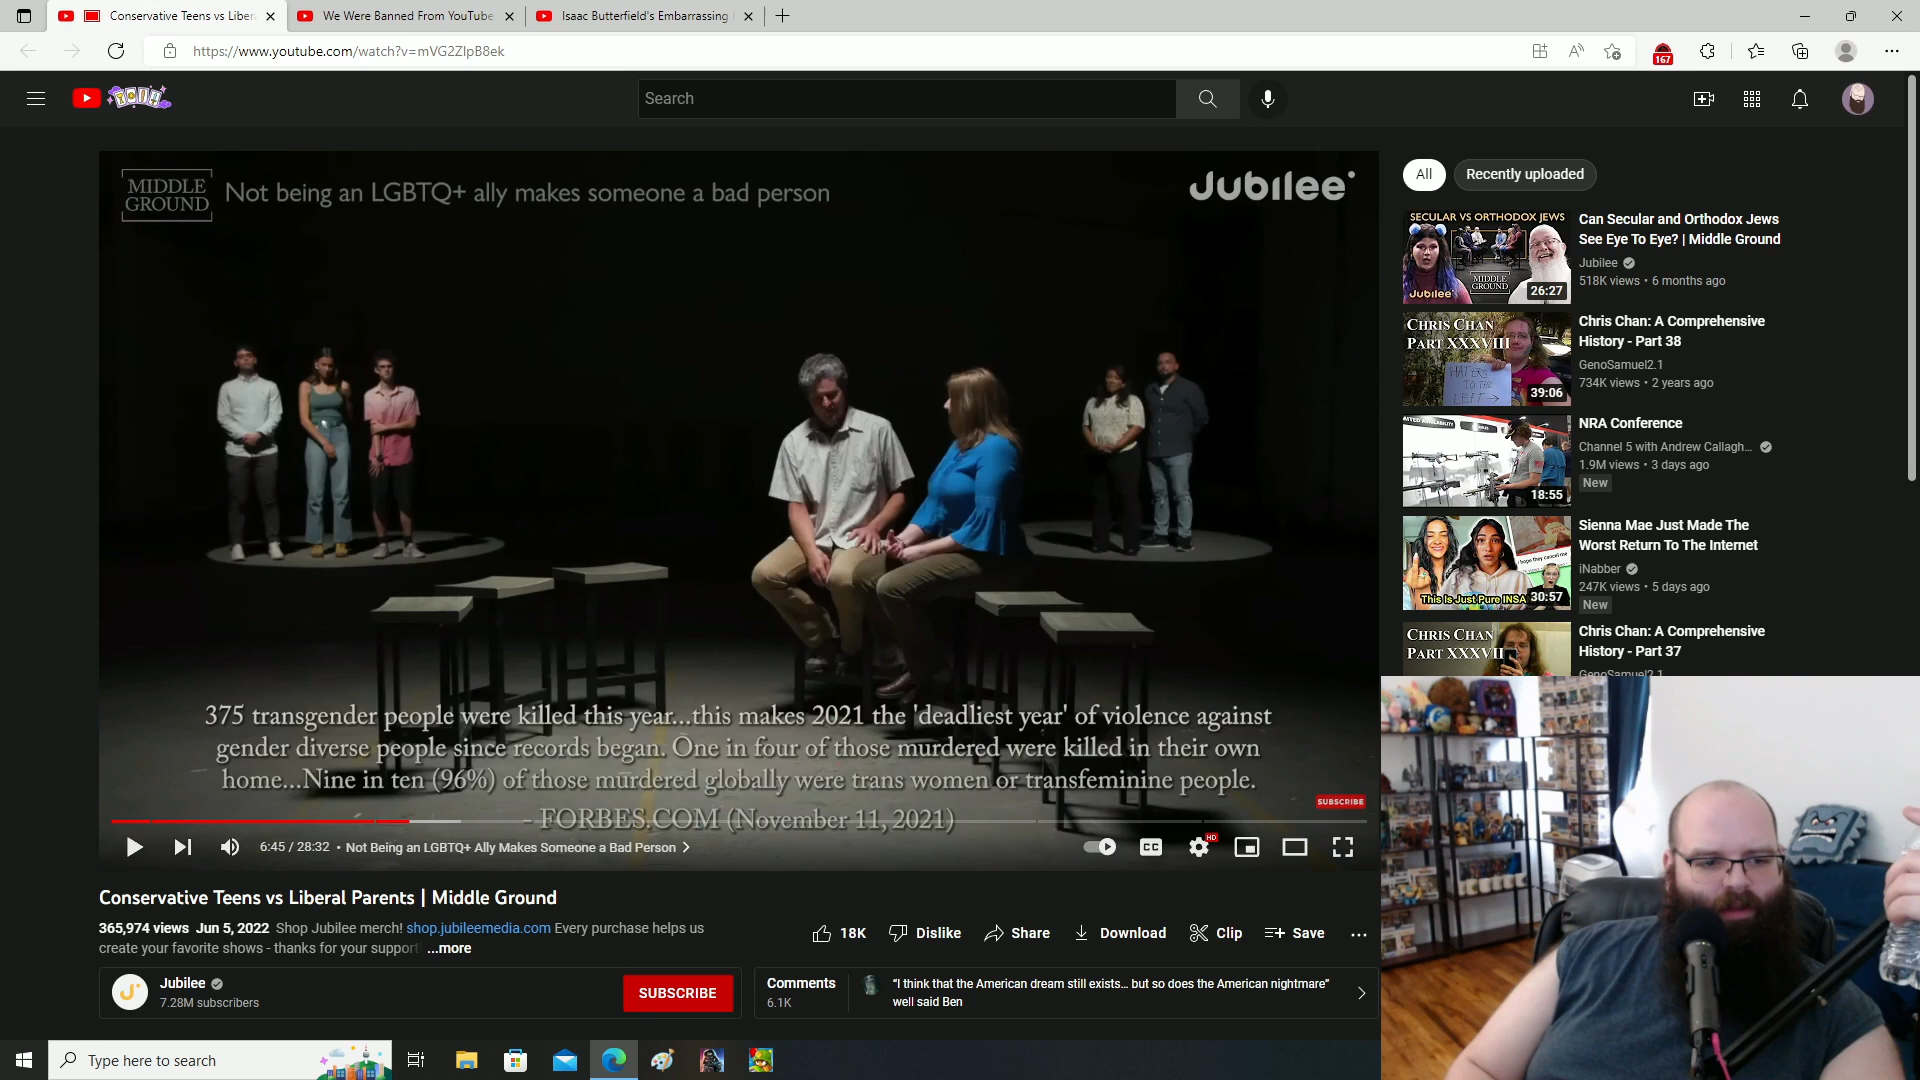 Conservative Teens vs Libera
We Were Banned From YouTube
Isaac Butterfield's Embarrassing
https://www.youtube.com/watch?v=mVG2ZIpB8ek
167
Search
MIDDLE GROUND
Not being an LGBTQ+ ally makes someone a bad person
Jubilee
375 transgender people were killed this year...this makes 2021 the 'deadliest year' of violence against
gender diverse people since records began. One in four of those murdered were killed in their own
home...Nine in ten (96%) of those murdered globally were trans women or transfeminine people.
- FORBES.COM (November 11, 2021)
SUBSCRIBE
6:45 / 28:32 • Not Being an LGBTQ+ Ally Makes Someone a Bad Person
CC
HD
Conservative Teens vs Liberal Parents | Middle Ground
365,974 views Jun 5, 2022 Shop Jubilee merch! shop.jubileemedia.com Every purchase helps us
create your favorite shows - thanks for your support ...more
18K
Dislike
Share
Download
Clip
Save
Jubilee
7.28M subscribers
SUBSCRIBE
Comments
6.1K
“I think that the American dream still exists… but so does the American nightmare”
well said Ben
All
Recently uploaded
SECULAR VS ORTHODOX JEWS
MIDDLE GROUND
Jubilee
26:27
Can Secular and Orthodox Jews
See Eye To Eye? | Middle Ground
Jubilee
518K views • 6 months ago
CHRIS CHAN
PART XXXVIII
HATERS
TO THE
LEFT →
39:06
Chris Chan: A Comprehensive
History - Part 38
GenoSamuel2.1
734K views • 2 years ago
18:55
NRA Conference
Channel 5 with Andrew Callagh...
1.9M views • 3 days ago
New
This Is Just Pure INSA
30:57
Sienna Mae Just Made The
Worst Return To The Internet
iNabber
247K views • 5 days ago
New
CHRIS CHAN
PART XXXVII
Chris Chan: A Comprehensive
History - Part 37
GenoSamuel2.1
Type here to search